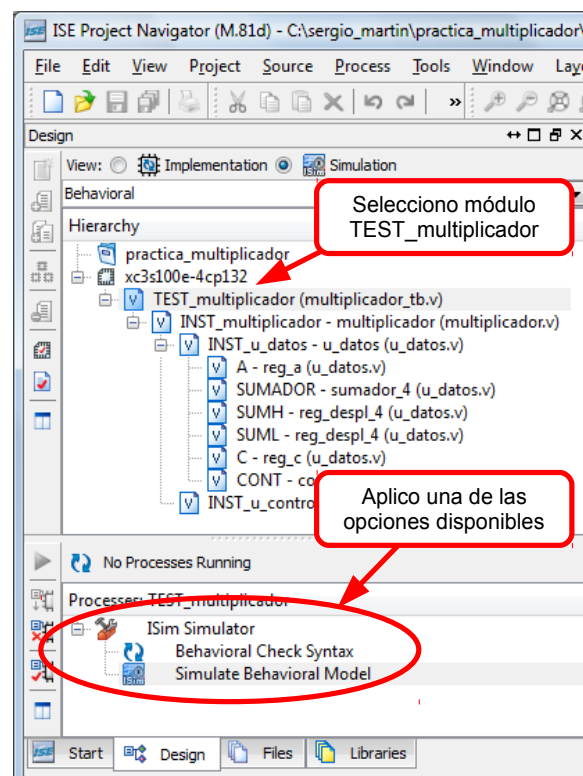 ISE Project Navigator (M.81d) - C:\sergio_martin\practica_multiplicador\
File Edit View Project Source Process Tools Window Lay
»
Design
View: Implementation Simulation
Behavioral
Selecciono módulo
TEST_multiplicador
Hierarchy
practica_multiplicador
xc3s100e-4cp132
TEST_multiplicador (multiplicador_tb.v)
INST_multiplicador - multiplicador (multiplicador.v)
INST_u_datos - u_datos (u_datos.v)
A - reg_a (u_datos.v)
SUMADOR - sumador_4 (u_datos.v)
SUMH - reg_despl_4 (u_datos.v)
SUML - reg_despl_4 (u_datos.v)
C - reg_c (u_datos.v)
CONT - co
INST_u_contro
Aplico una de las
opciones disponibles
No Processes Running
Processes: TEST_multiplicador
ISim Simulator
Behavioral Check Syntax
Simulate Behavioral Model
Start Design Files Libraries